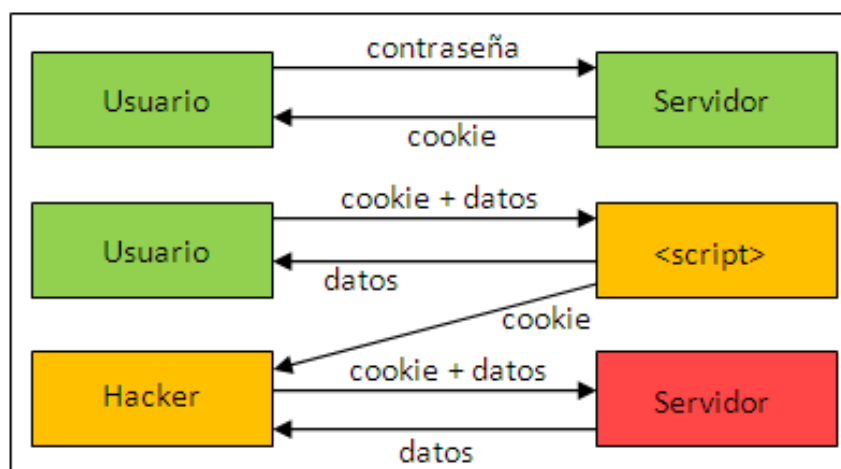 contraseña
Usuario
Servidor
cookie
cookie + datos
Usuario
<script>
datos
cookie
cookie + datos
Hacker
Servidor
datos